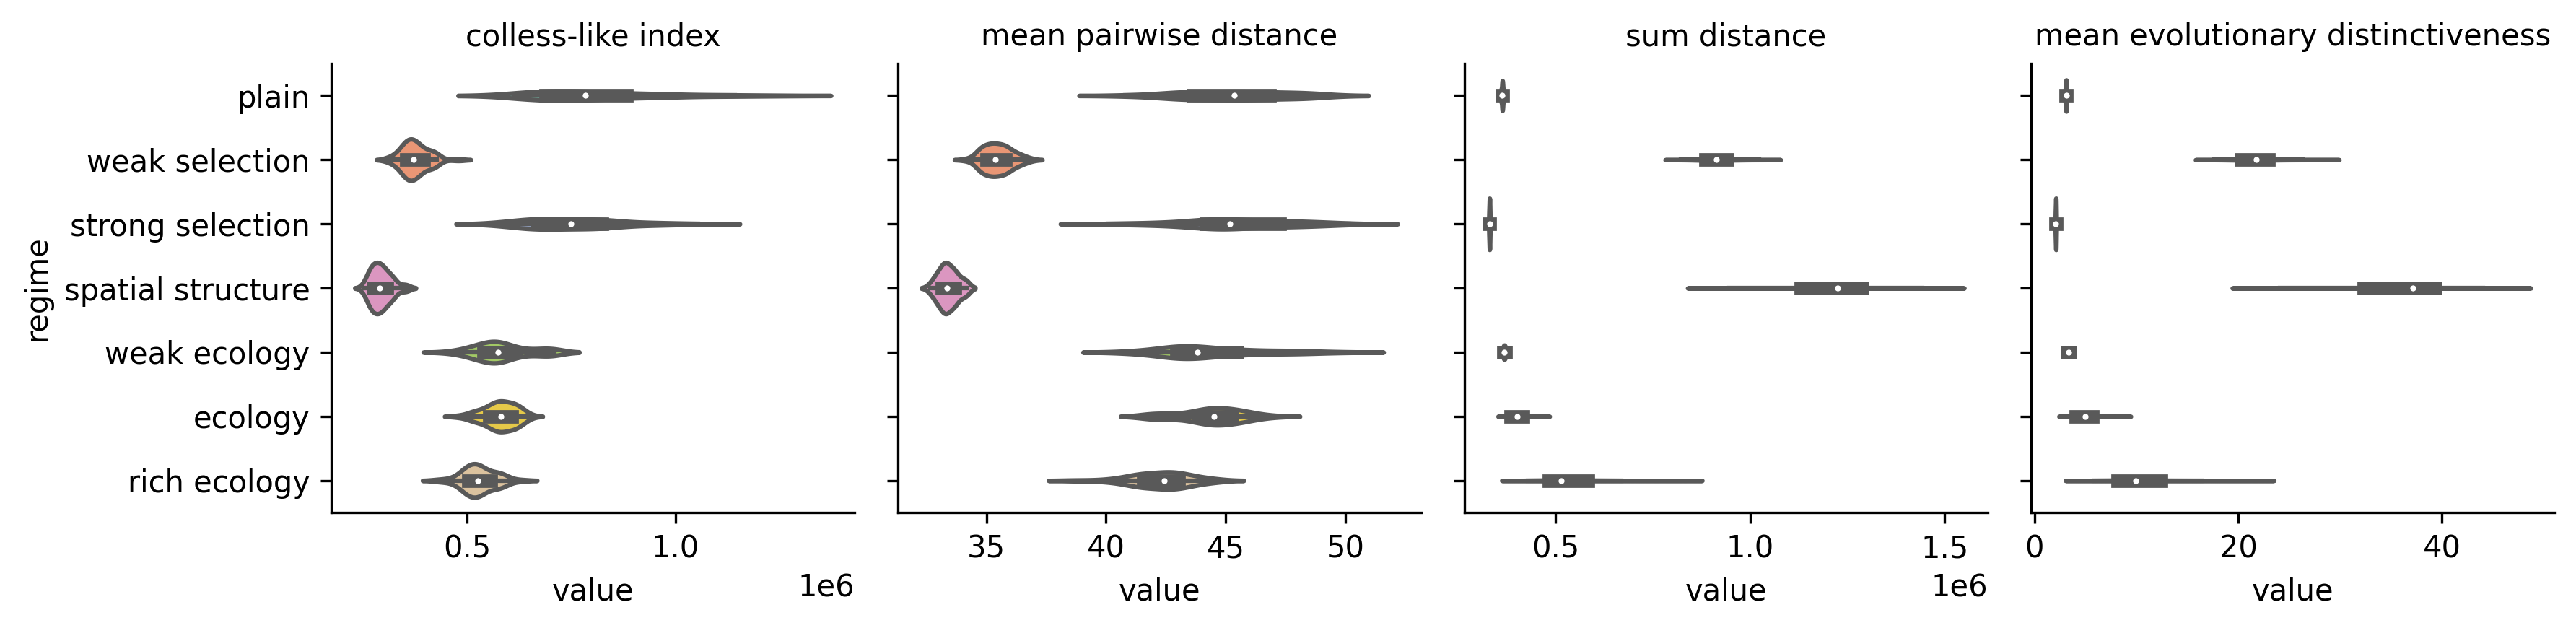 colless-like index
mean pairwise distance
sum distance
mean evolutionary distinctiveness
regime
plain
weak selection
strong selection
spatial structure
weak ecology
ecology
rich ecology
0.5 1.0
1e6
value
35 40 45 50
value
0.5 1.0 1.5
1e6
value
0 20 40
value